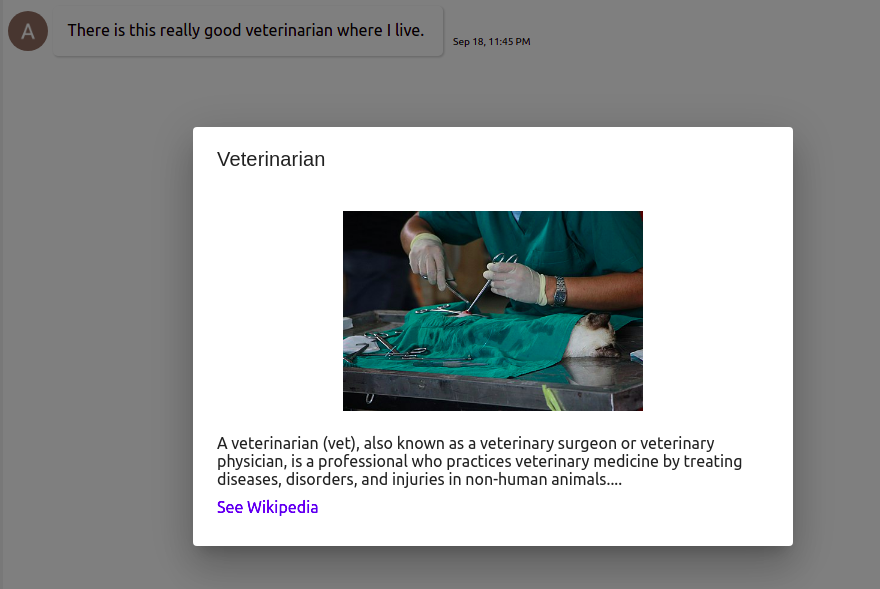 A
There is this really good veterinarian where I live.
Sep 18, 11:45 PM
Veterinarian
A veterinarian (vet), also known as a veterinary surgeon or veterinary
physician, is a professional who practices veterinary medicine by treating
diseases, disorders, and injuries in non-human animals....
See Wikipedia